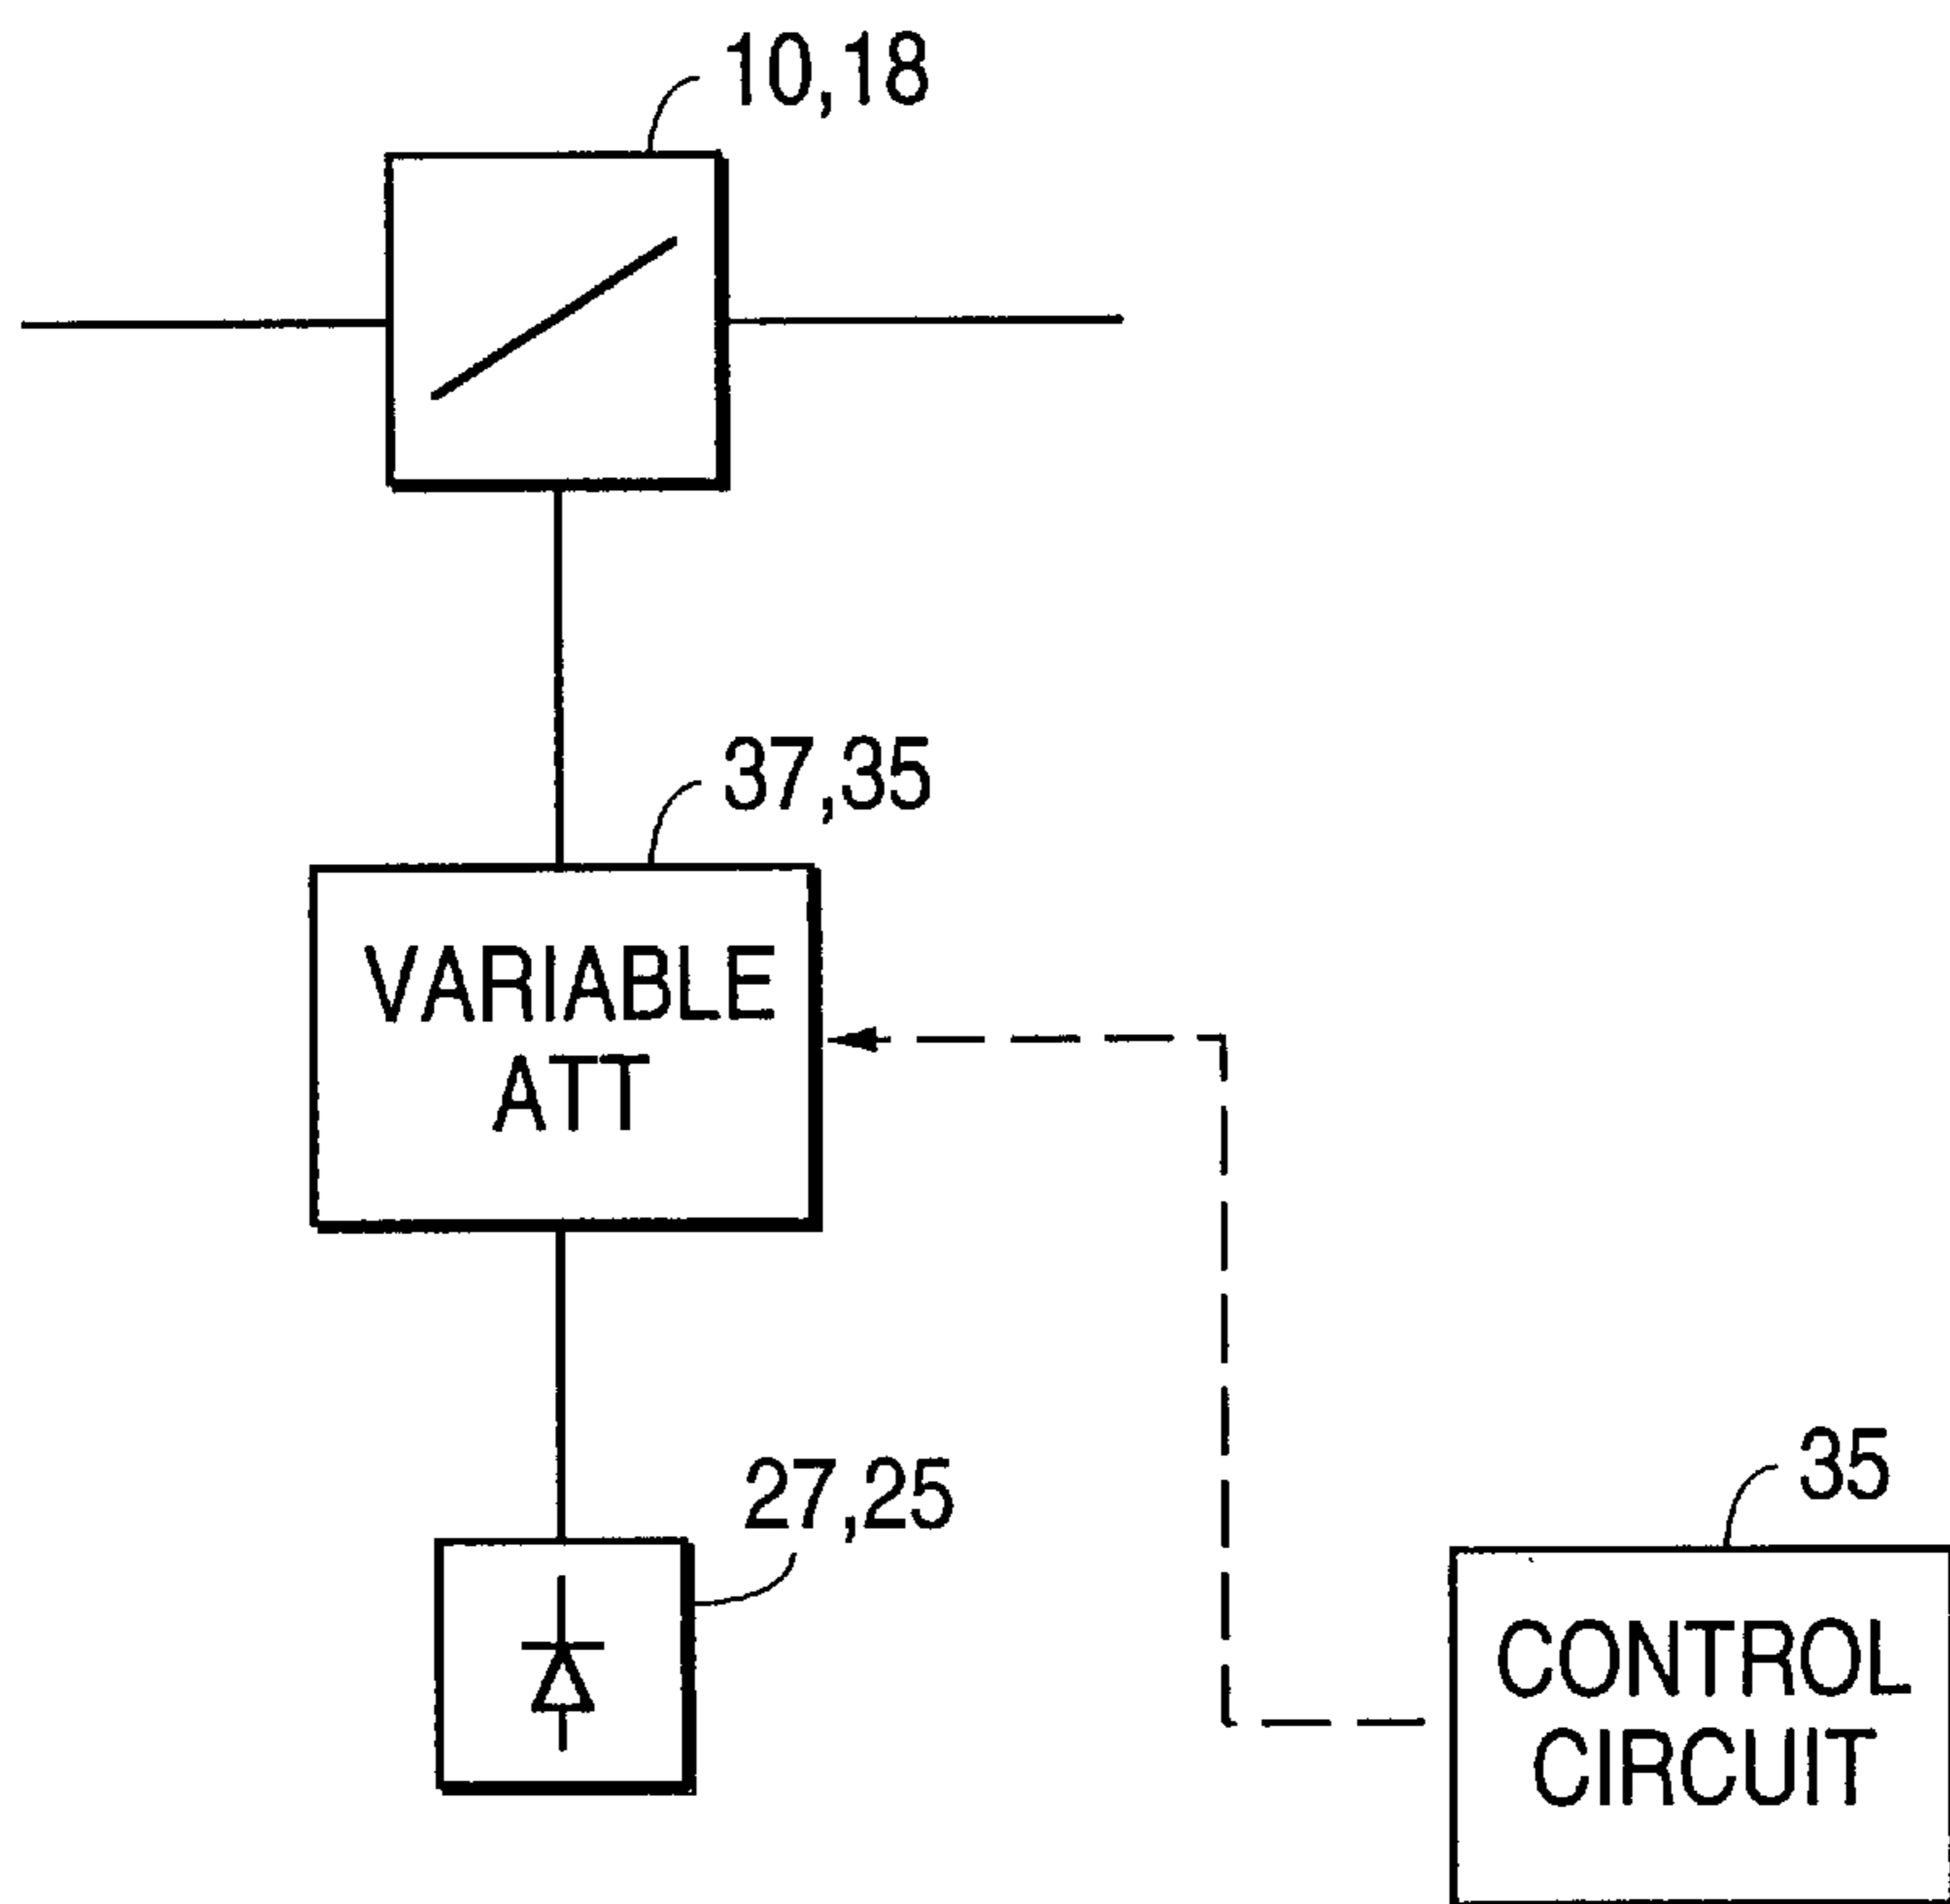 10,18
37,35
VARIABLE
ATT
27,25
35
CONTROL
CIRCUIT